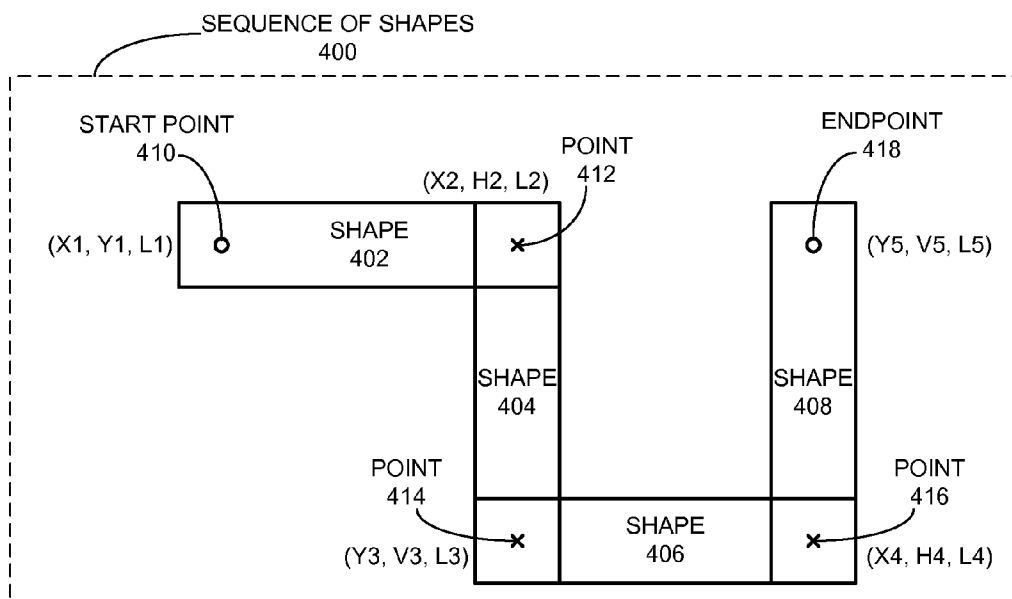 SEQUENCE OF SHAPES
400
START POINT
410
ENDPOINT
418
POINT
412
(X2, H2, L2)
(X1, Y1, L1)
SHAPE
402
(Y5, V5, L5)
SHAPE
404
SHAPE
408
POINT
414
POINT
416
SHAPE
406
(Y3, V3, L3)
(X4, H4, L4)